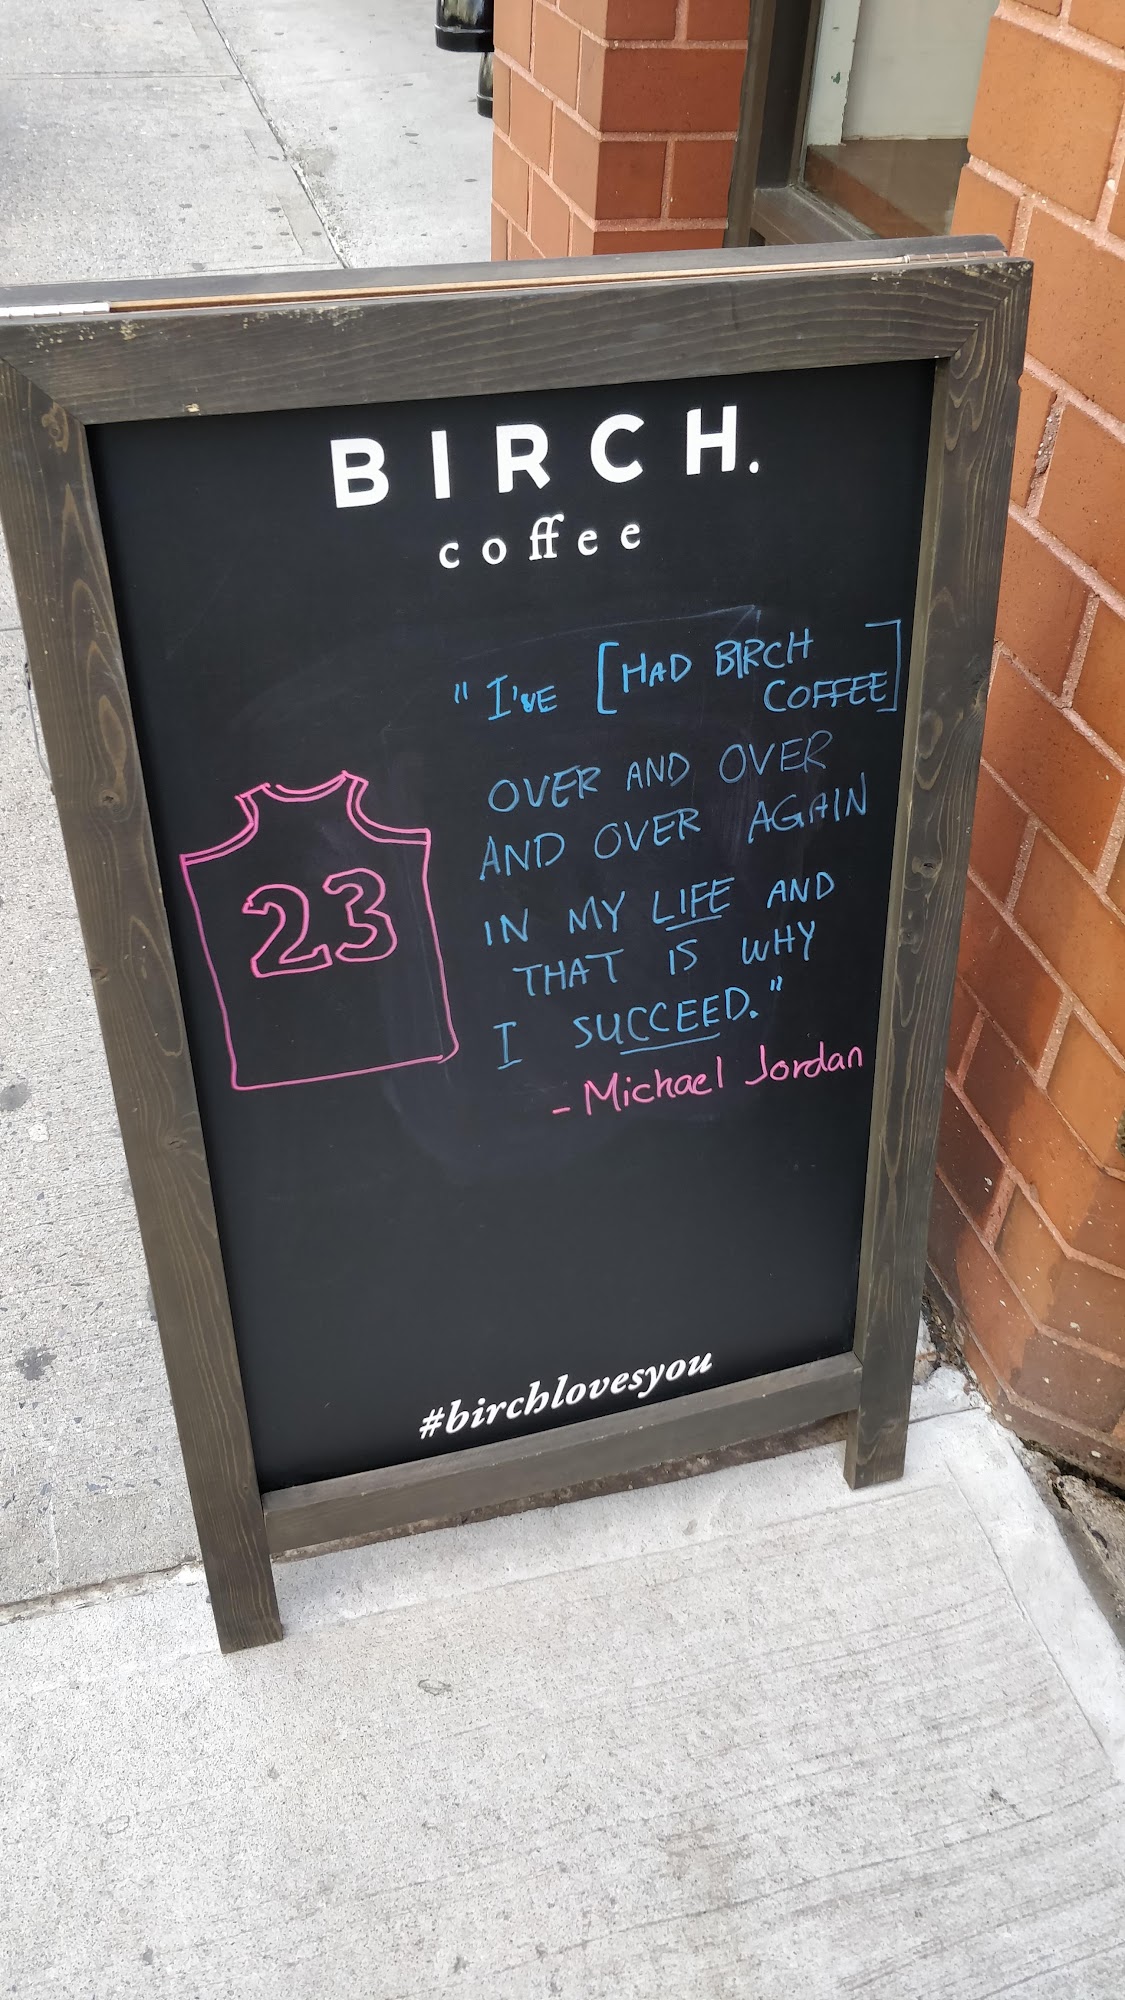 BIRCH.
coffee
"I'VE [HAD BIRCH
COFFEE]
OVER AND OVER
AND OVER AGAIN
IN MY LIFE AND
THAT IS WHY
I SUCCEED."
- Michael Jordan
23
#birchlovesyou